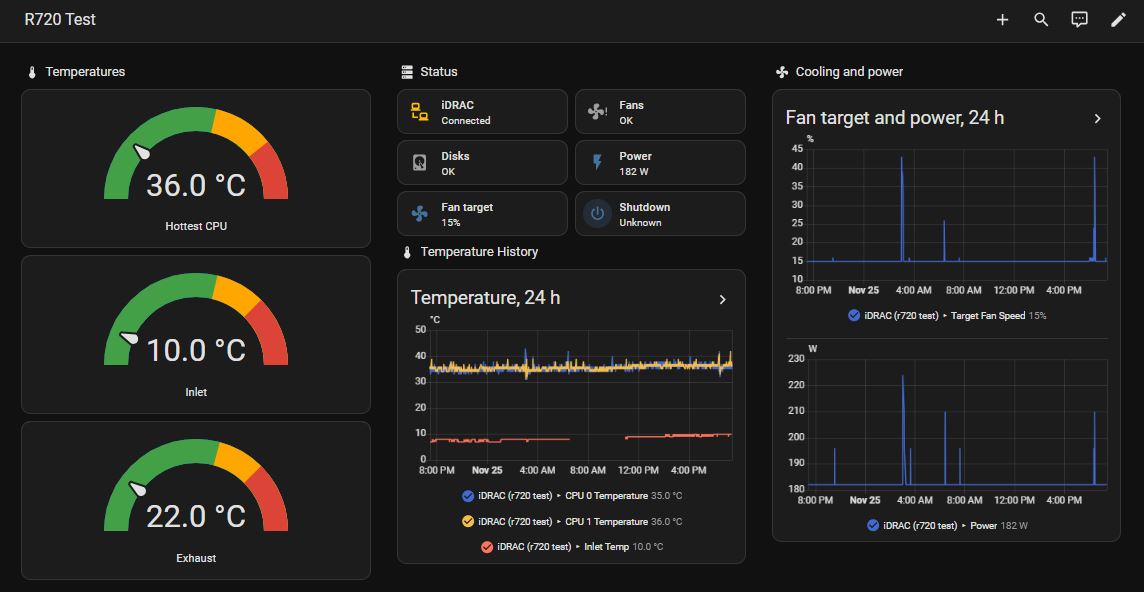 R720 Test
Temperatures
36.0 °C
Hottest CPU
10.0 °C
Inlet
22.0 °C
Exhaust
Status
iDRAC
Connected
Fans
OK
Disks
OK
Power
182 W
Fan target
15%
Shutdown
Unknown
Temperature History
Temperature, 24 h
°C
50
40
30
20
10
0
8:00 PM Nov 25 4:00 AM 8:00 AM 12:00 PM 4:00 PM
iDRAC (r720 test) ▸ CPU 0 Temperature 35.0 °C
iDRAC (r720 test) ▸ CPU 1 Temperature 36.0 °C
iDRAC (r720 test) ▸ Inlet Temp 10.0 °C
Cooling and power
Fan target and power, 24 h
%
45
40
35
30
25
20
15
10
8:00 PM Nov 25 4:00 AM 8:00 AM 12:00 PM 4:00 PM
iDRAC (r720 test) ▸ Target Fan Speed 15%
W
230
220
210
200
190
180
8:00 PM Nov 25 4:00 AM 8:00 AM 12:00 PM 4:00 PM
iDRAC (r720 test) ▸ Power 182 W